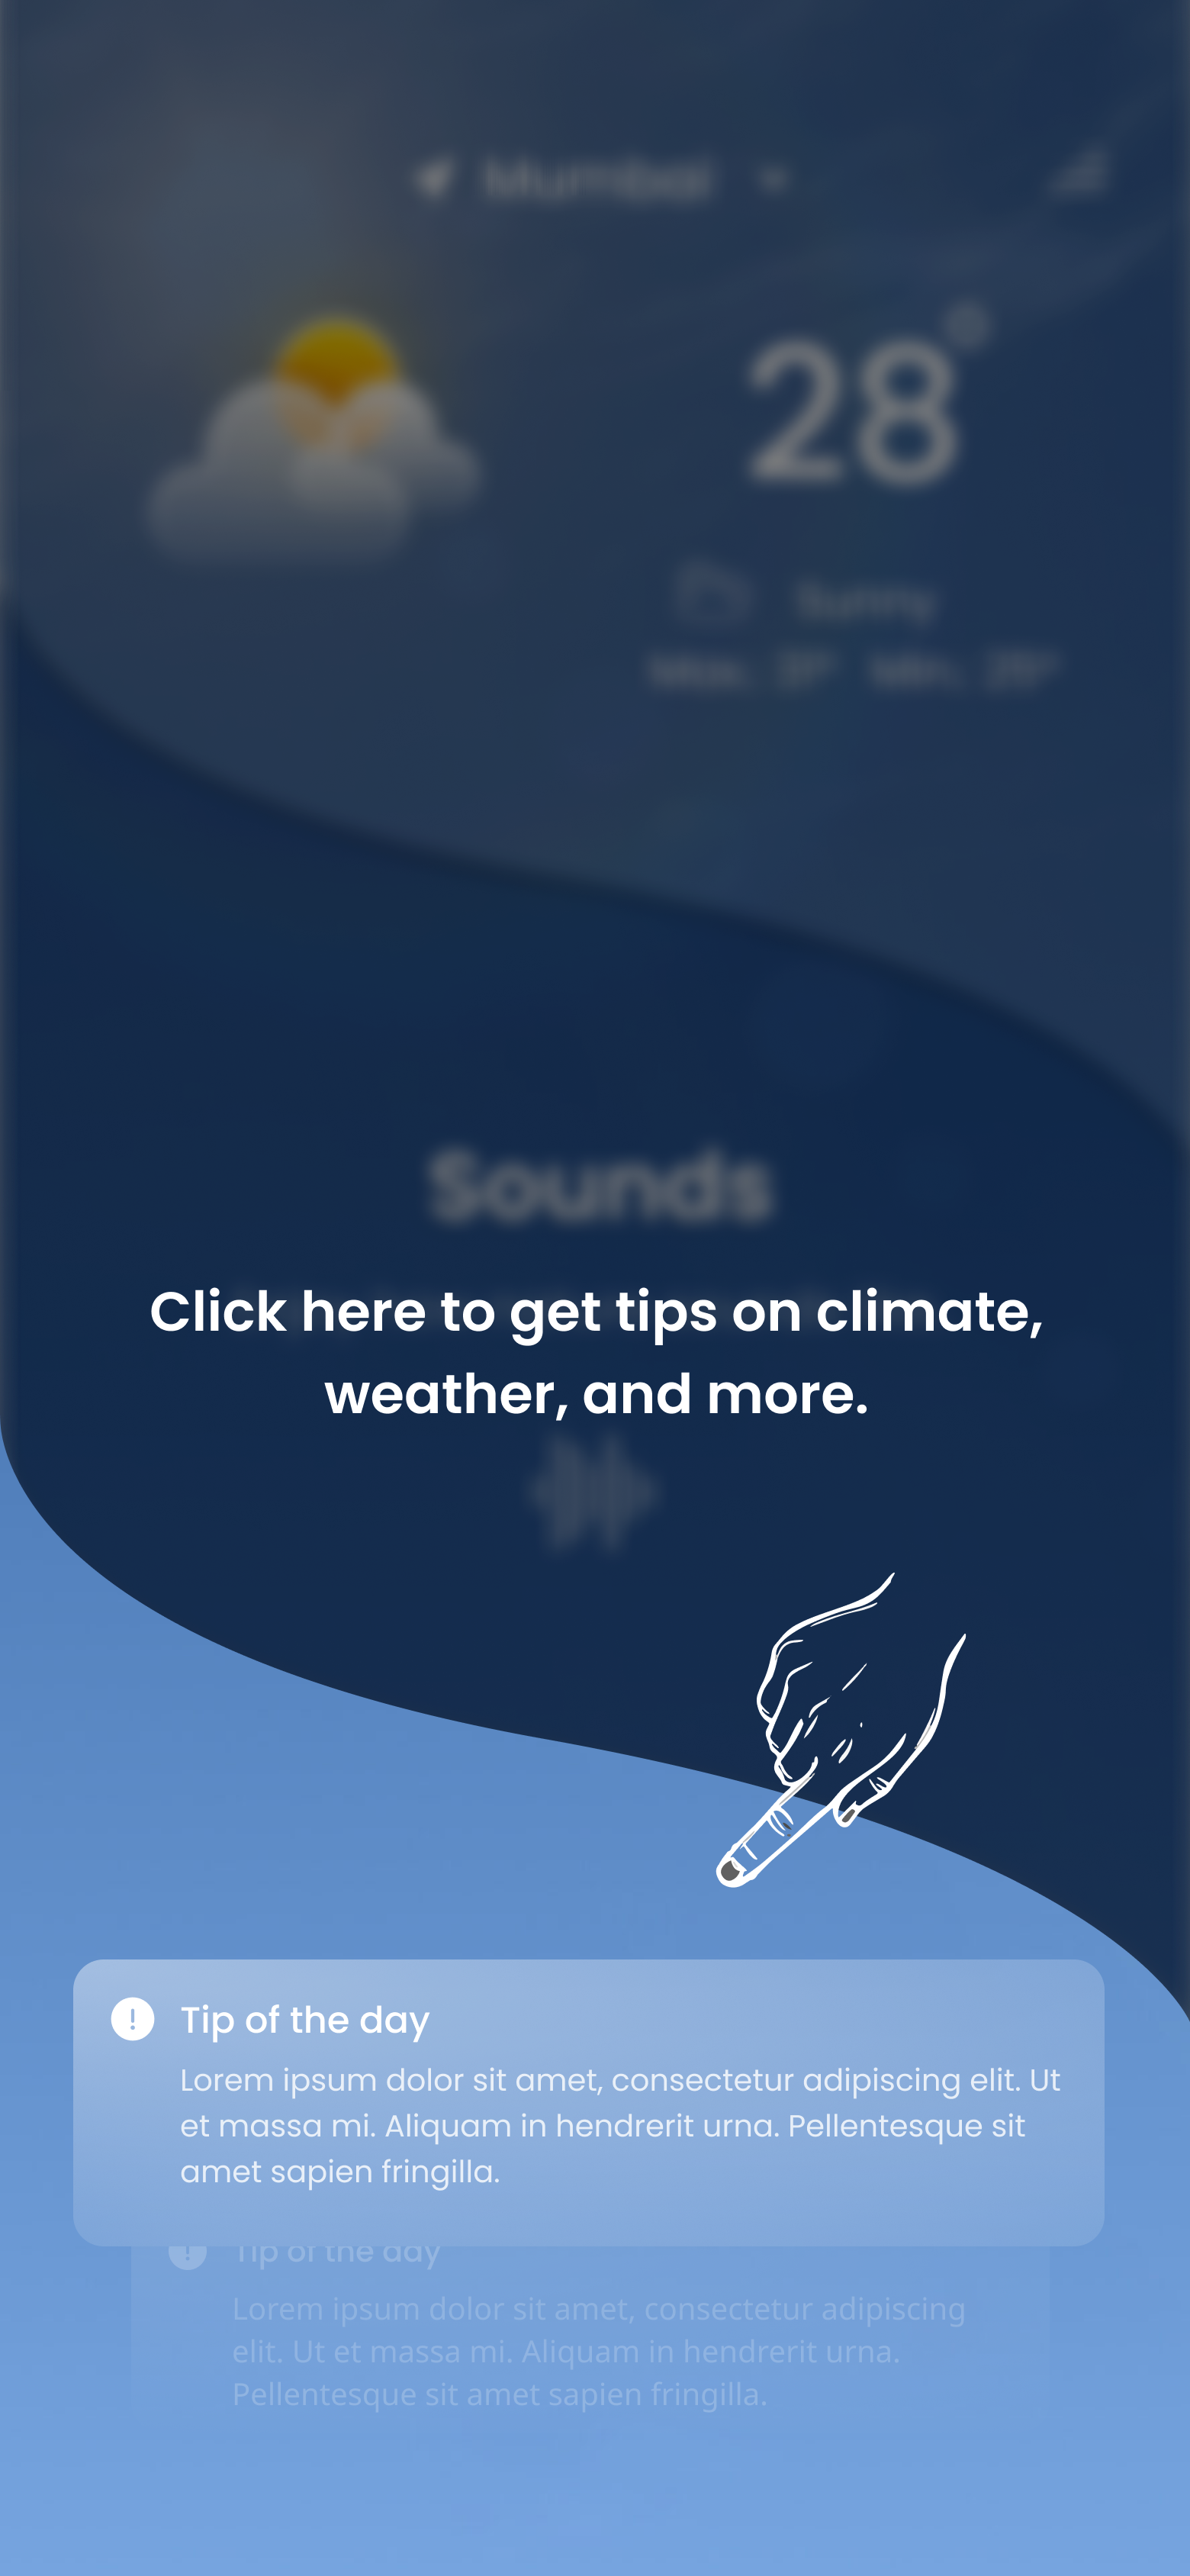 Mumbai
28°
Sunny
Max.: 31° Min.: 25°
Sounds
Click here to get tips on climate,
weather, and more.
Tip of the day
Lorem ipsum dolor sit amet, consectetur adipiscing elit. Ut
et massa mi. Aliquam in hendrerit urna. Pellentesque sit
amet sapien fringilla.
Tip of the day
Lorem ipsum dolor sit amet, consectetur adipiscing
elit. Ut et massa mi. Aliquam in hendrerit urna.
Pellentesque sit amet sapien fringilla.